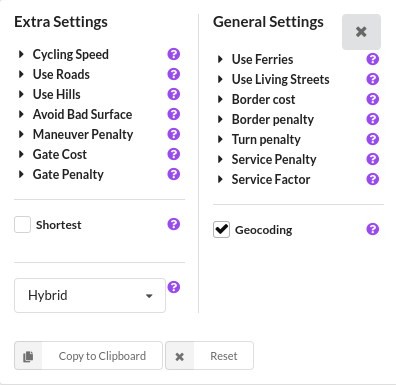 Extra Settings
Cycling Speed
Use Roads
Use Hills
Avoid Bad Surface
Maneuver Penalty
Gate Cost
Gate Penalty
Shortest
Hybrid
General Settings
Use Ferries
Use Living Streets
Border cost
Border penalty
Turn penalty
Service Penalty
Service Factor
Geocoding
Copy to Clipboard
Reset